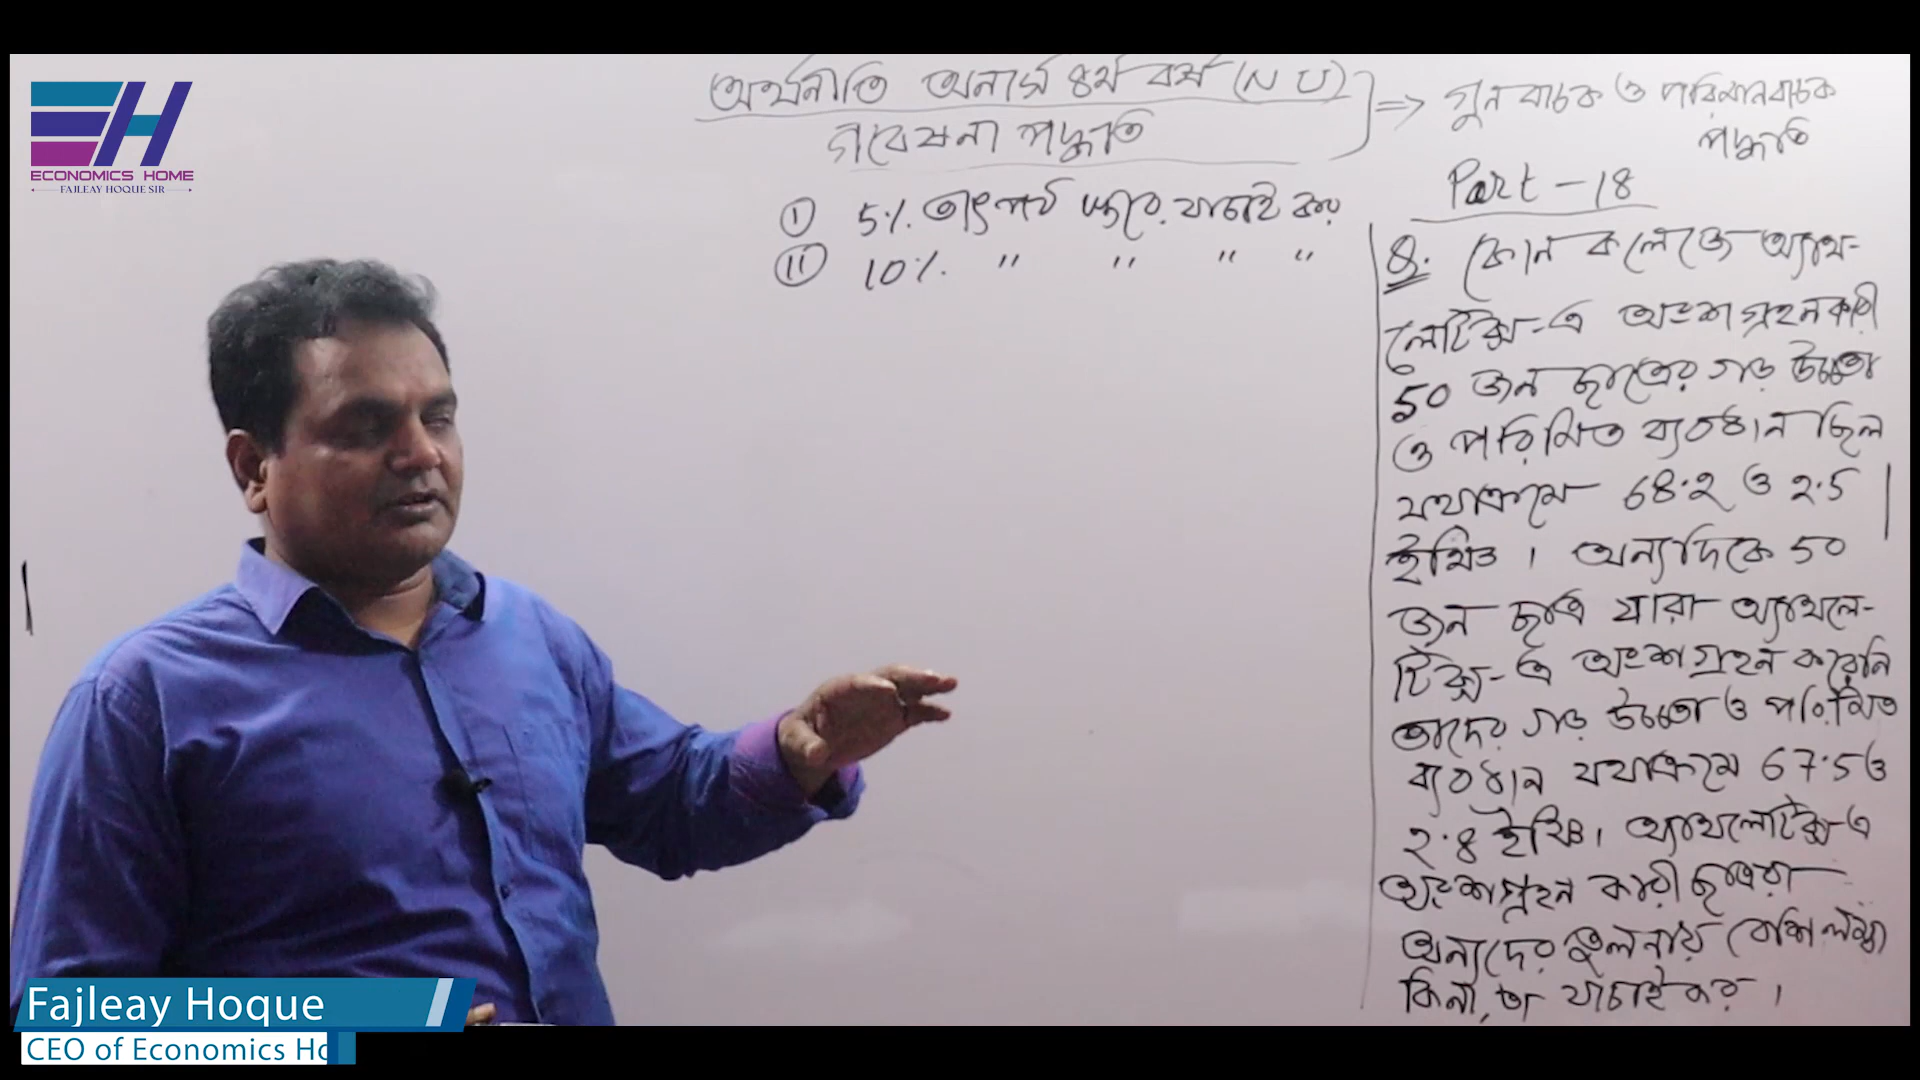 EH
ECONOMICS HOME
FAJLEAY HOQUE SIR
অর্থনীতি অনার্স ৪র্থ বর্ষ (N U)
গবেষনা পদ্ধতি
=> গুনবাচক ও পরিমানবাচক
পদ্ধতি
Part - 18
(i) 5%. তাৎপর্য স্তরে যাচাই কর
(ii) 10%. " " " "
Q. কোন কলেজে অ্যাথ-
লেটিক্স-এ অংশগ্রহনকারী
50 জন ছাত্রের গড় উচ্চতা
ও পরিমিত ব্যবধান ছিল
যথাক্রমে 68.2 ও 2.5
ইঞ্চি। অন্যদিকে 50
জন ছাত্র যারা অ্যাথলে-
টিক্স-এ অংশগ্রহন করেনি
তাদের গড় উচ্চতা ও পরিমিত
ব্যবধান যথাক্রমে 67.5 ও
2.8 ইঞ্চি। অ্যাথলেটিক্স-এ
অংশগ্রহন কারী ছাত্ররা
অন্যদের তুলনায় বেশি লম্বা
কিনা, তা যাচাই কর।
Fajleay Hoque
CEO of Economics Ho